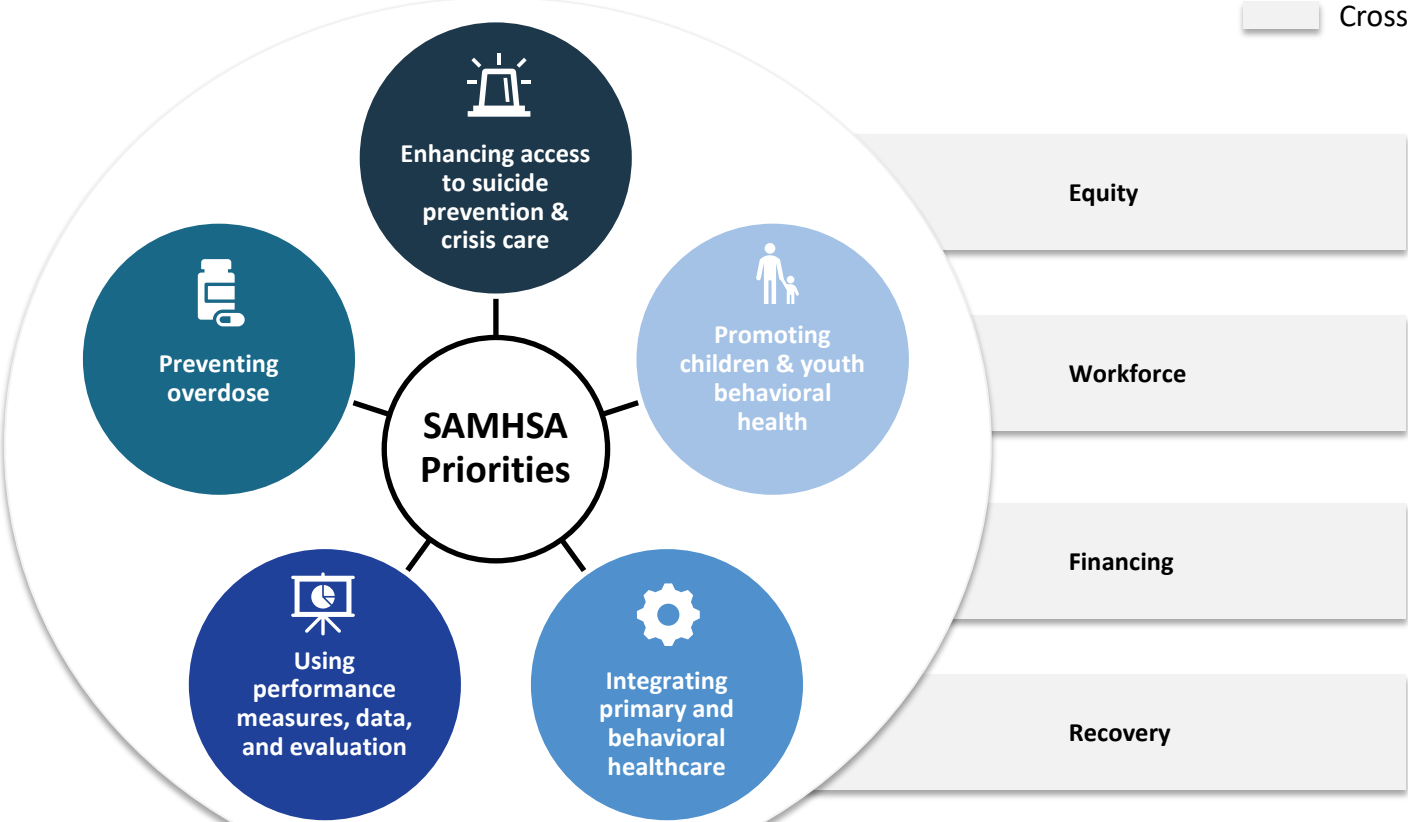 Cross
Enhancing access
to suicide
prevention &
crisis care
Preventing
overdose
Promoting
children & youth
behavioral
health
SAMHSA
Priorities
Using
performance
measures, data,
and evaluation
Integrating
primary and
behavioral
healthcare
Equity
Workforce
Financing
Recovery